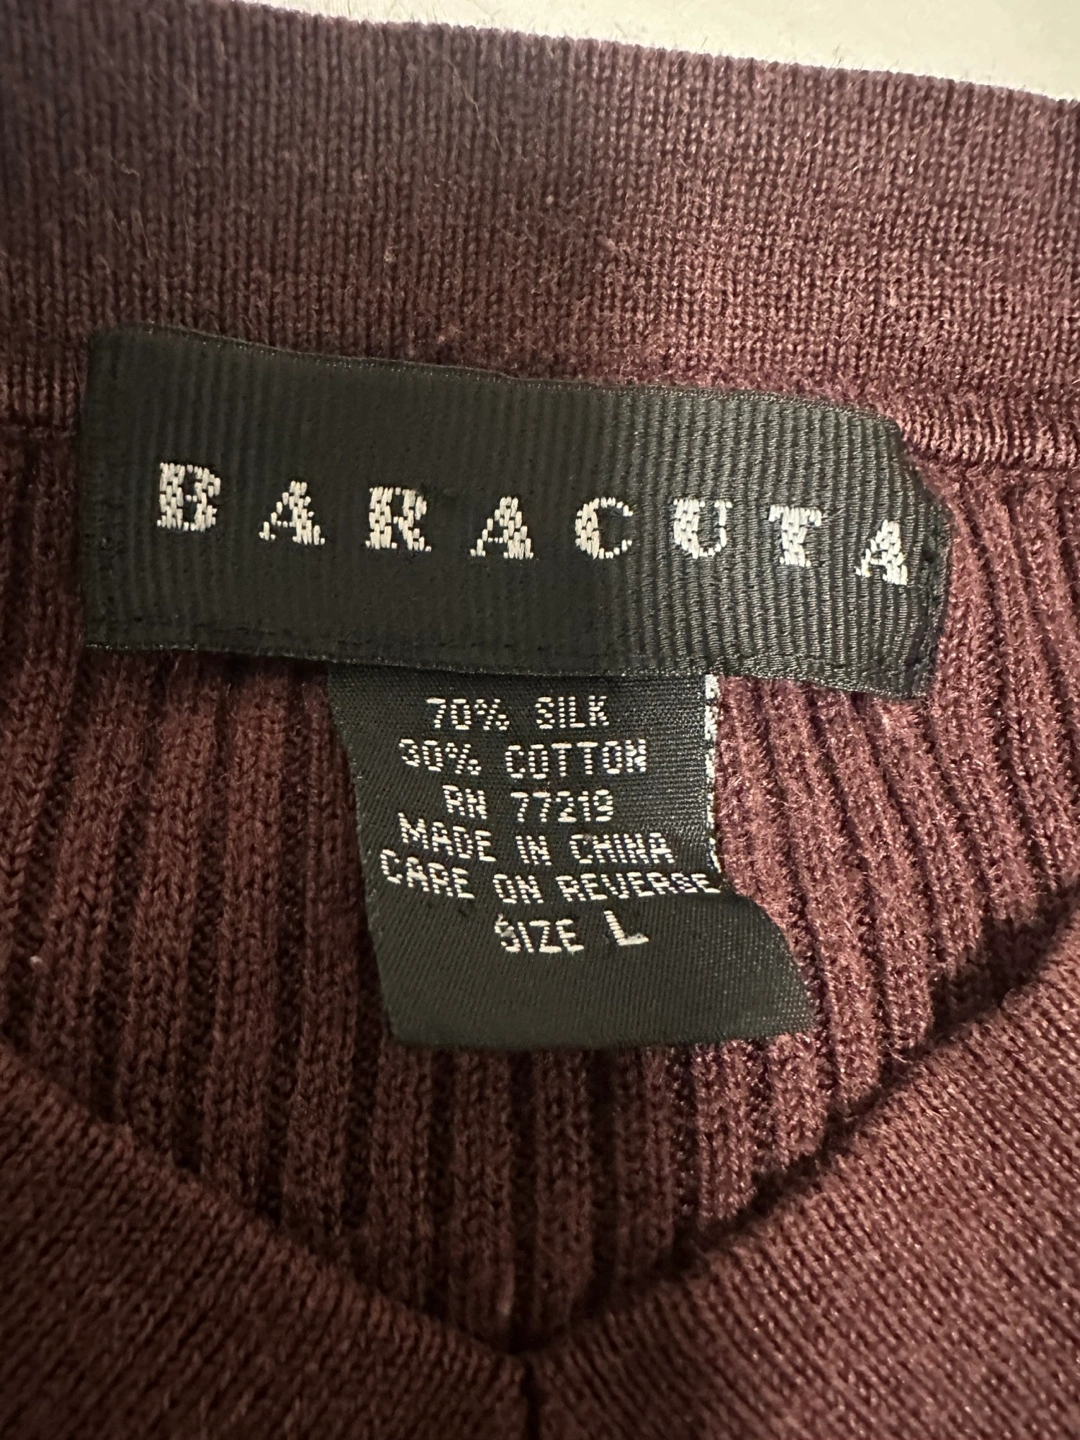 BARACUTA
70% SILK
30% COTTON
RN 77219
MADE IN CHINA
CARE ON REVERSE
SIZE L